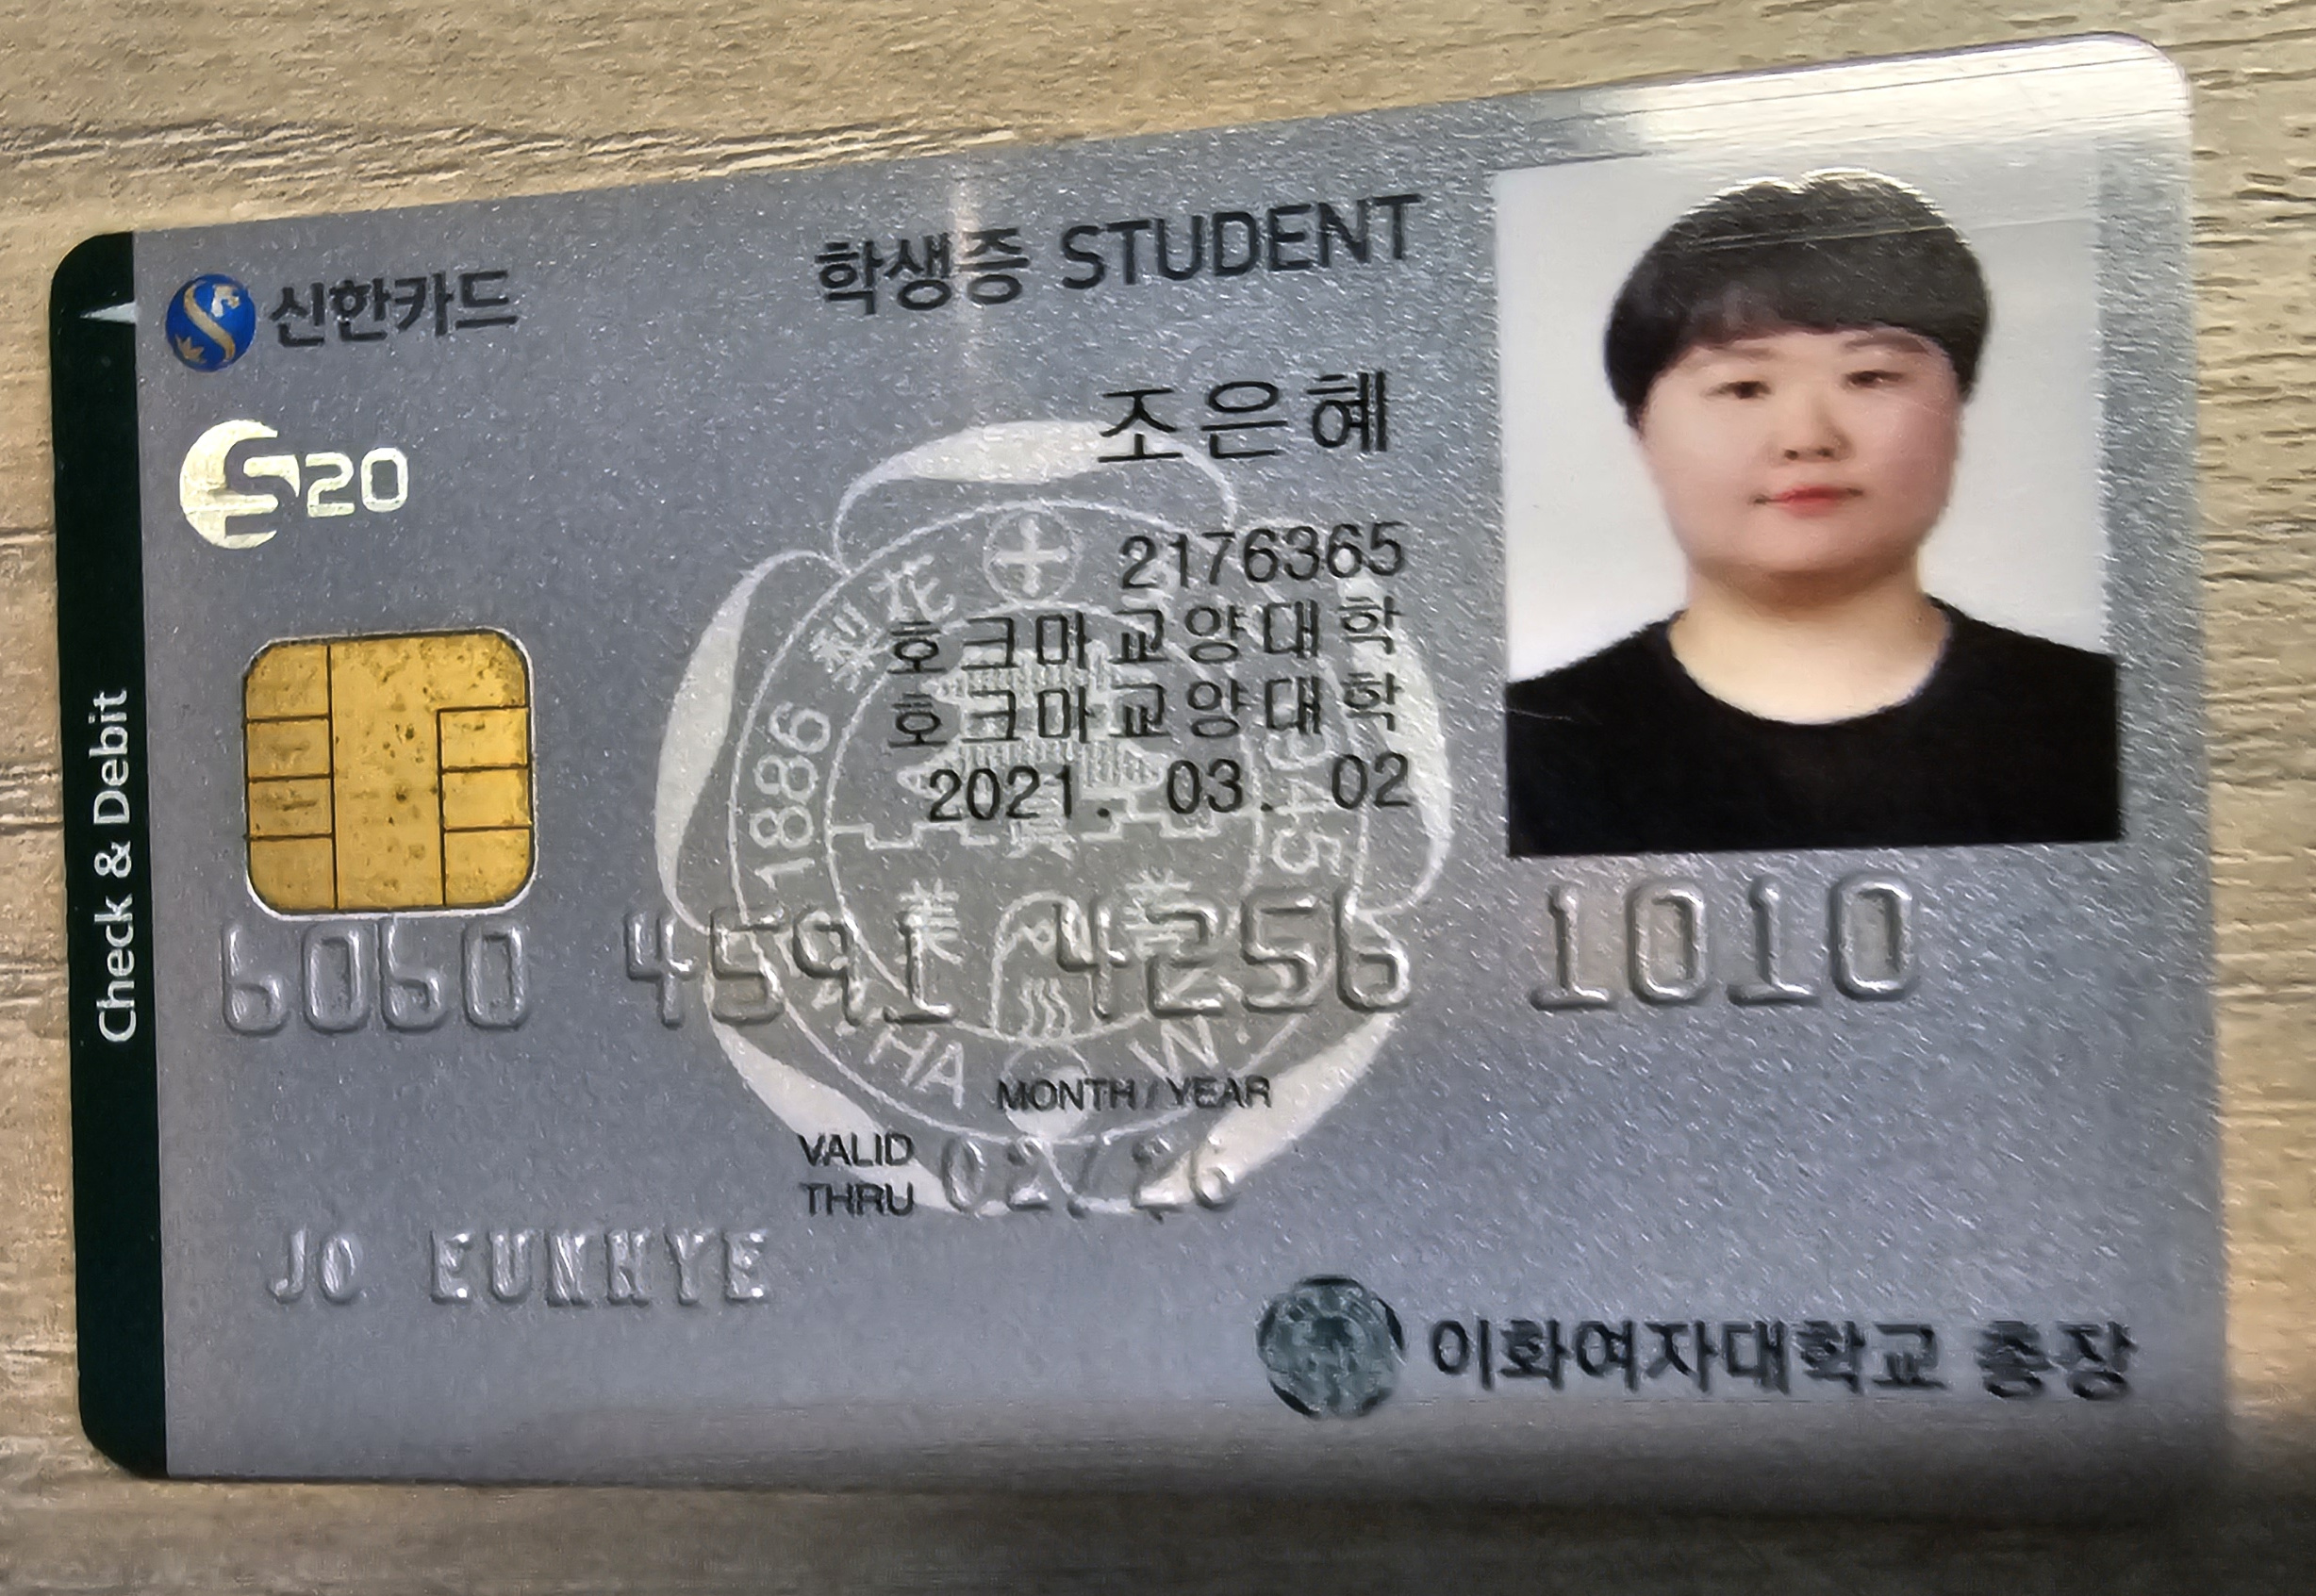 신한카드
학생증 STUDENT
S20
조은혜
2176365
호크마교양대학
호크마교양대학
2021. 03. 02
Check & Debit
1886 梨花
美 善
6060 4591 4256 1010
MONTH / YEAR
VALID THRU 02/26
JO EUNHYE
이화여자대학교 총장